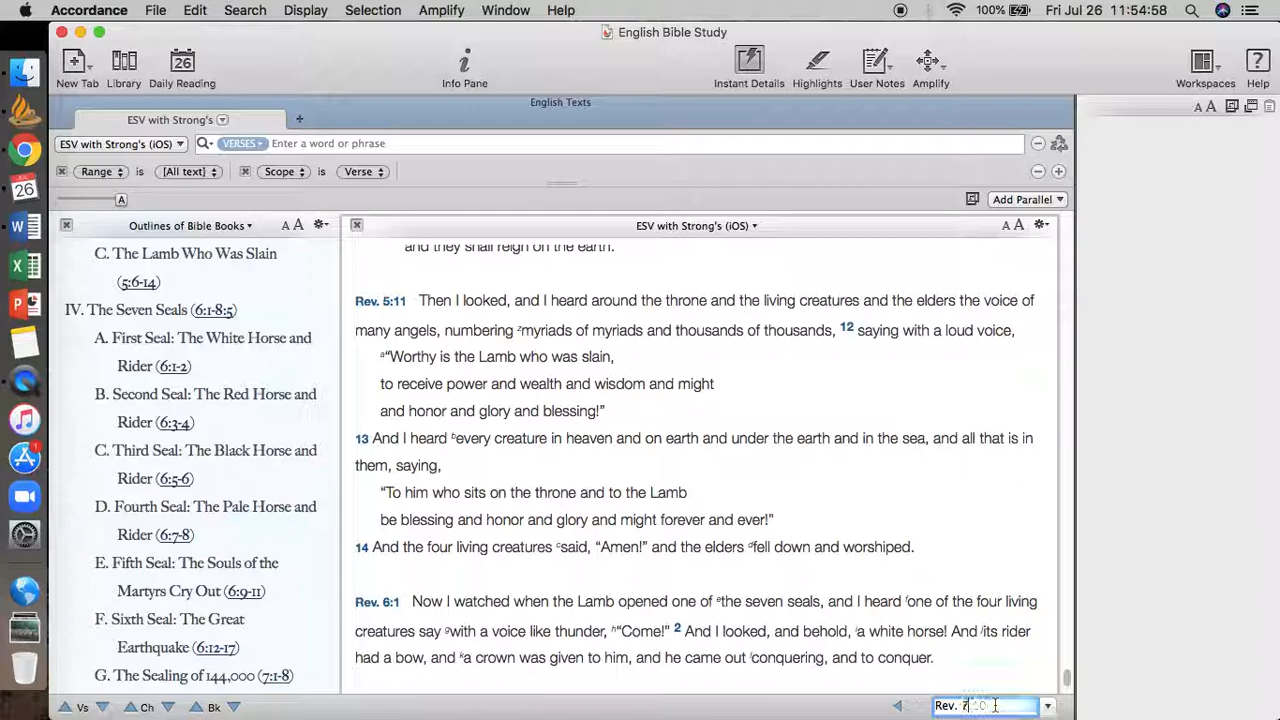 Accordance File Edit Search Display Selection Amplify Window Help 100% Fri Jul 26 11:54:58
English Bible Study
26
New Tab Library Daily Reading Info Pane Instant Details Highlights User Notes Amplify Workspaces Help
English Texts
ESV with Strong's +
ESV with Strong's (iOS) VERSES Enter a word or phrase
Range is [All text] Scope is Verse
A Add Parallel
Outlines of Bible Books A A
C. The Lamb Who Was Slain
(5:6-14)
IV. The Seven Seals (6:1-8:5)
A. First Seal: The White Horse and
Rider (6:1-2)
B. Second Seal: The Red Horse and
Rider (6:3-4)
C. Third Seal: The Black Horse and
Rider (6:5-6)
D. Fourth Seal: The Pale Horse and
Rider (6:7-8)
E. Fifth Seal: The Souls of the
Martyrs Cry Out (6:9-11)
F. Sixth Seal: The Great
Earthquake (6:12-17)
G. The Sealing of 144,000 (7:1-8)
ESV with Strong's (iOS) A A
and they shall reign on the earth.
Rev. 5:11 Then I looked, and I heard around the throne and the living creatures and the elders the voice of
many angels, numbering zmyriads of myriads and thousands of thousands, 12 saying with a loud voice,
a“Worthy is the Lamb who was slain,
to receive power and wealth and wisdom and might
and honor and glory and blessing!”
13 And I heard bevery creature in heaven and on earth and under the earth and in the sea, and all that is in
them, saying,
“To him who sits on the throne and to the Lamb
be blessing and honor and glory and might forever and ever!”
14 And the four living creatures csaid, “Amen!” and the elders dfell down and worshiped.
Rev. 6:1 Now I watched when the Lamb opened one of ethe seven seals, and I heard fone of the four living
creatures say gwith a voice like thunder, h“Come!” 2 And I looked, and behold, ia white horse! And jits rider
had a bow, and ka crown was given to him, and he came out lconquering, and to conquer.
Vs Ch Bk
Rev. 7:10
A A